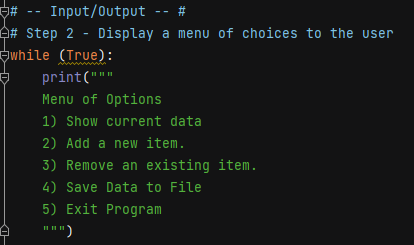 # -- Input/Output -- #
# Step 2 - Display a menu of choices to the user
while (True):
    print("""
    Menu of Options
    1) Show current data
    2) Add a new item.
    3) Remove an existing item.
    4) Save Data to File
    5) Exit Program
    """)